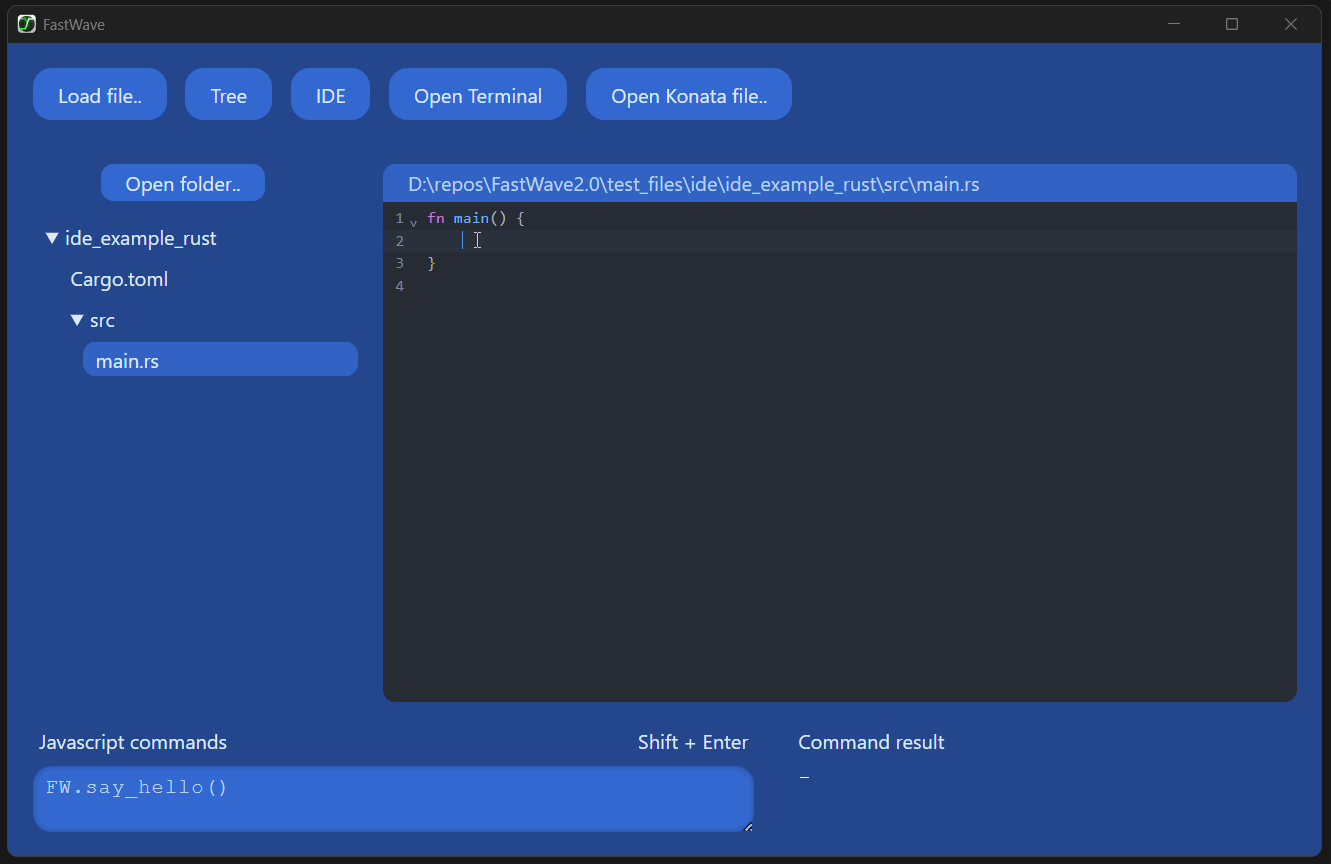 FastWave
Load file..
Tree
IDE
Open Terminal
Open Konata file..
Open folder..
▼ ide_example_rust
Cargo.toml
▼ src
main.rs
D:\repos\FastWave2.0\test_files\ide\ide_example_rust\src\main.rs
1 fn main() {
2
3 }
4
Javascript commands
Shift + Enter
FW.say_hello()
Command result
–